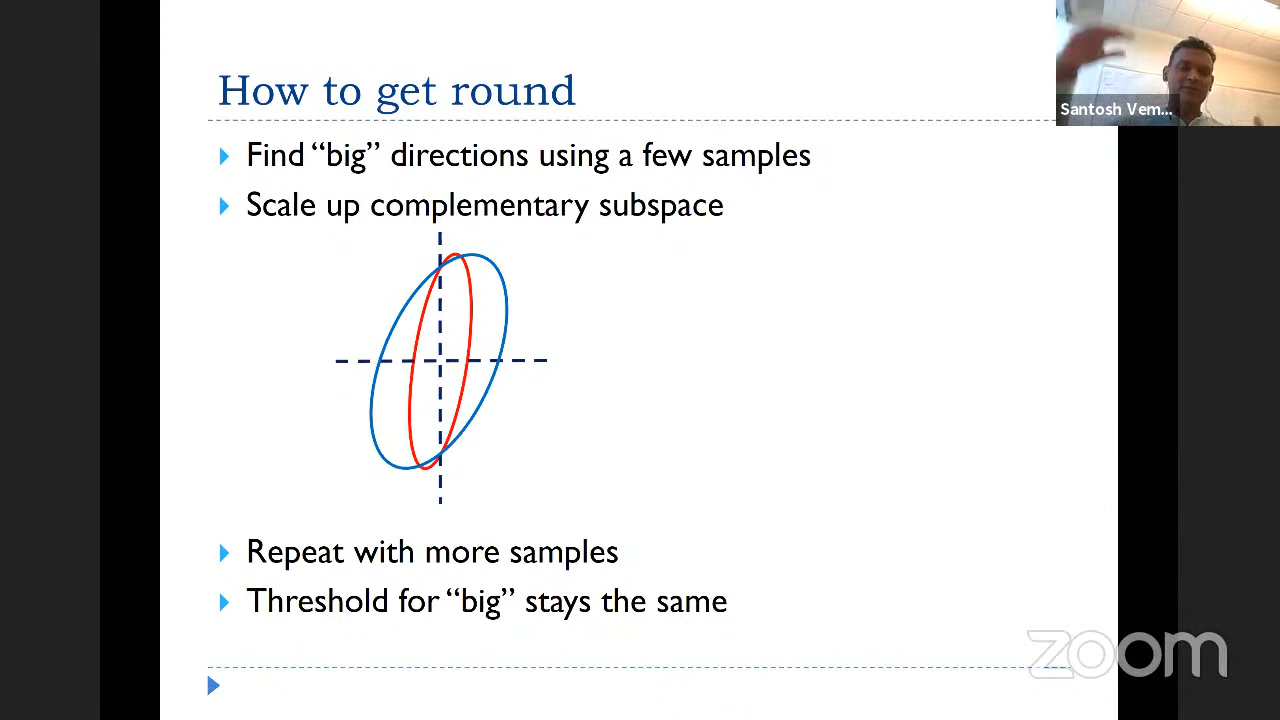 How to get round
Find “big” directions using a few samples
Scale up complementary subspace
Repeat with more samples
Threshold for “big” stays the same
Santosh Vem...
zoom